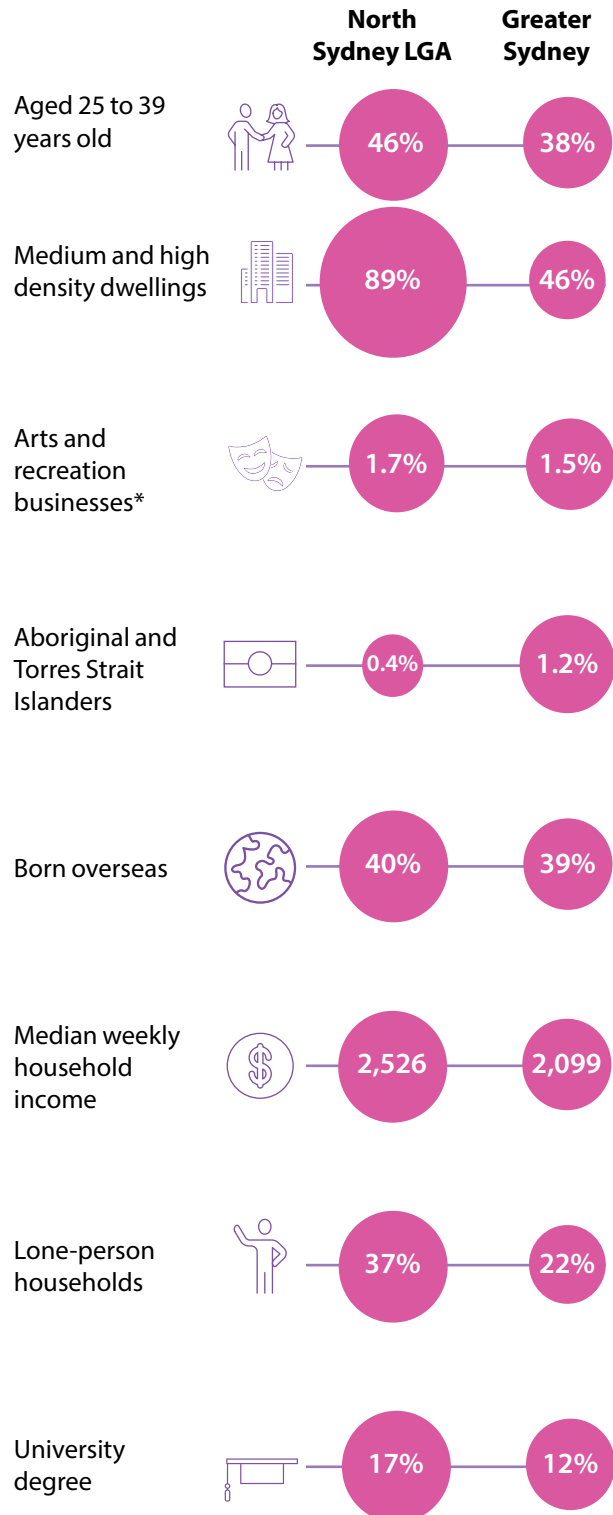 North
Sydney LGA
Greater
Sydney
Aged 25 to 39
years old
46%
38%
Medium and high
density dwellings
89%
46%
Arts and
recreation
businesses*
1.7%
1.5%
Aboriginal and
Torres Strait
Islanders
0.4%
1.2%
Born overseas
40%
39%
Median weekly
household
income
$
2,526
2,099
Lone-person
households
37%
22%
University
degree
17%
12%